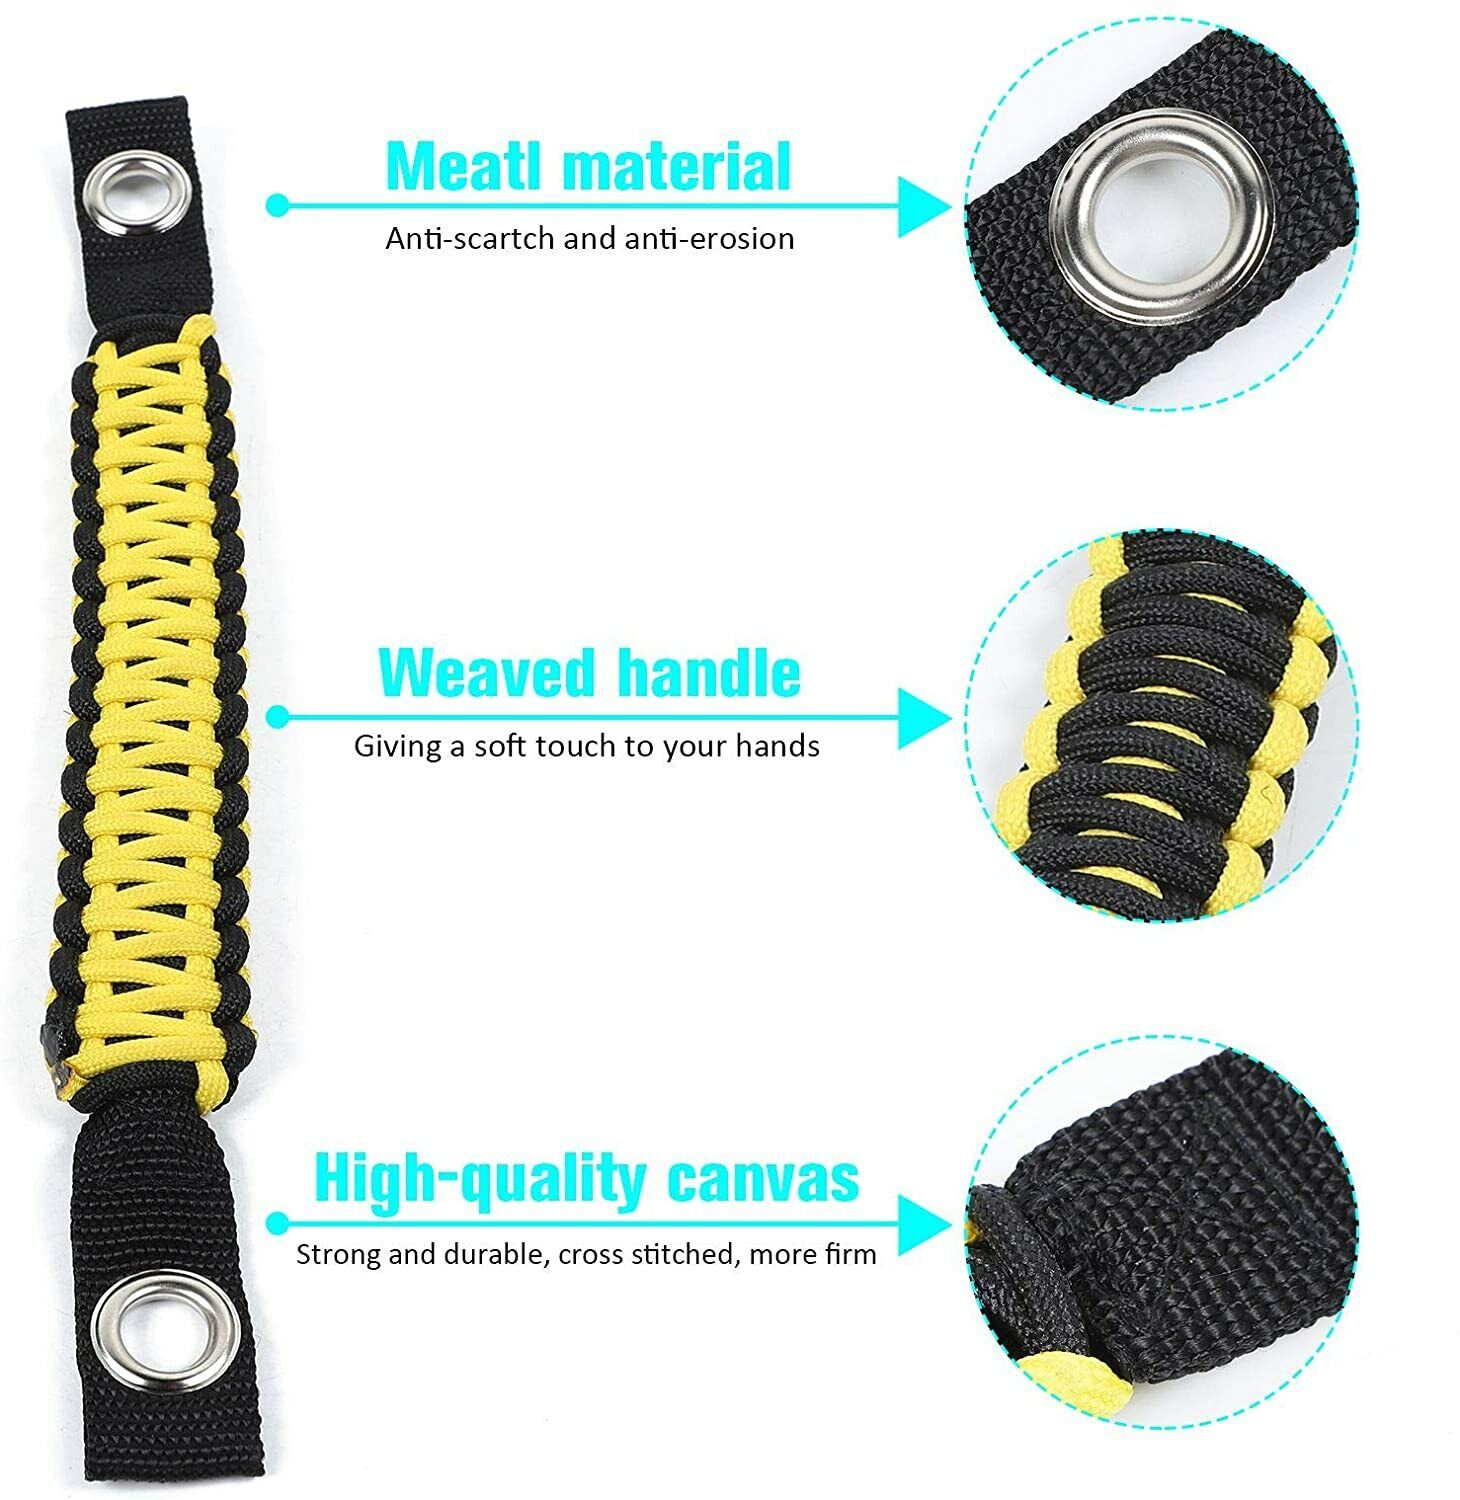 Meatl material
Anti-scartch and anti-erosion
Weaved handle
Giving a soft touch to your hands
High-quality canvas
Strong and durable, cross stitched, more firm